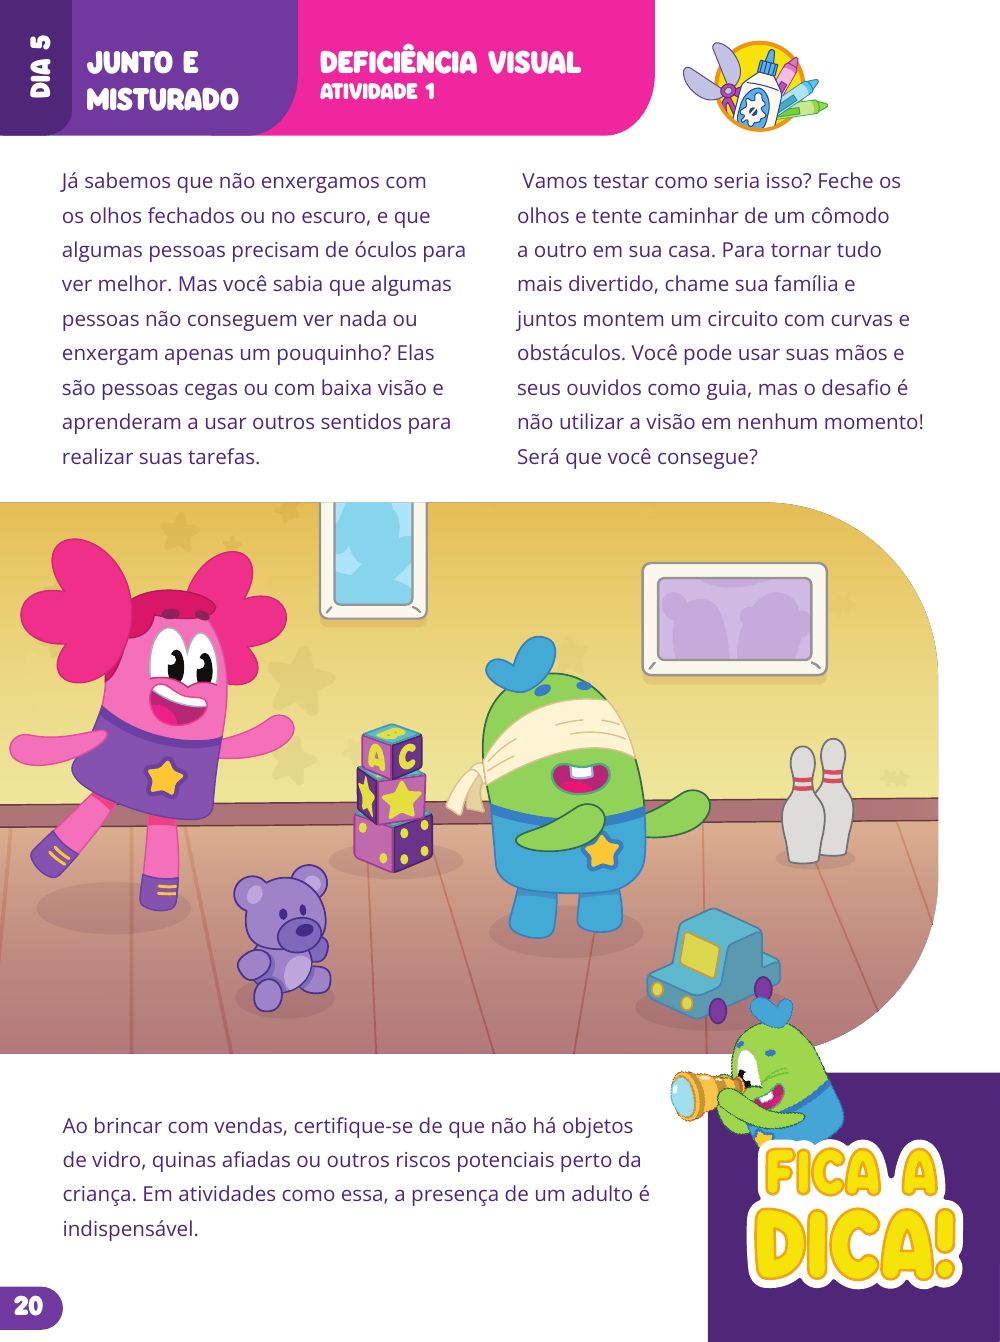 DIA 5
JUNTO E
MISTURADO
DEFICIÊNCIA VISUAL
ATIVIDADE 1
Já sabemos que não enxergamos com
os olhos fechados ou no escuro, e que
algumas pessoas precisam de óculos para
ver melhor. Mas você sabia que algumas
pessoas não conseguem ver nada ou
enxergam apenas um pouquinho? Elas
são pessoas cegas ou com baixa visão e
aprenderam a usar outros sentidos para
realizar suas tarefas.
Vamos testar como seria isso? Feche os
olhos e tente caminhar de um cômodo
a outro em sua casa. Para tornar tudo
mais divertido, chame sua família e
juntos montem um circuito com curvas e
obstáculos. Você pode usar suas mãos e
seus ouvidos como guia, mas o desafio é
não utilizar a visão em nenhum momento!
Será que você consegue?
B
A C
Ao brincar com vendas, certifique-se de que não há objetos
de vidro, quinas afiadas ou outros riscos potenciais perto da
criança. Em atividades como essa, a presença de um adulto é
indispensável.
FICA A
DICA!
20